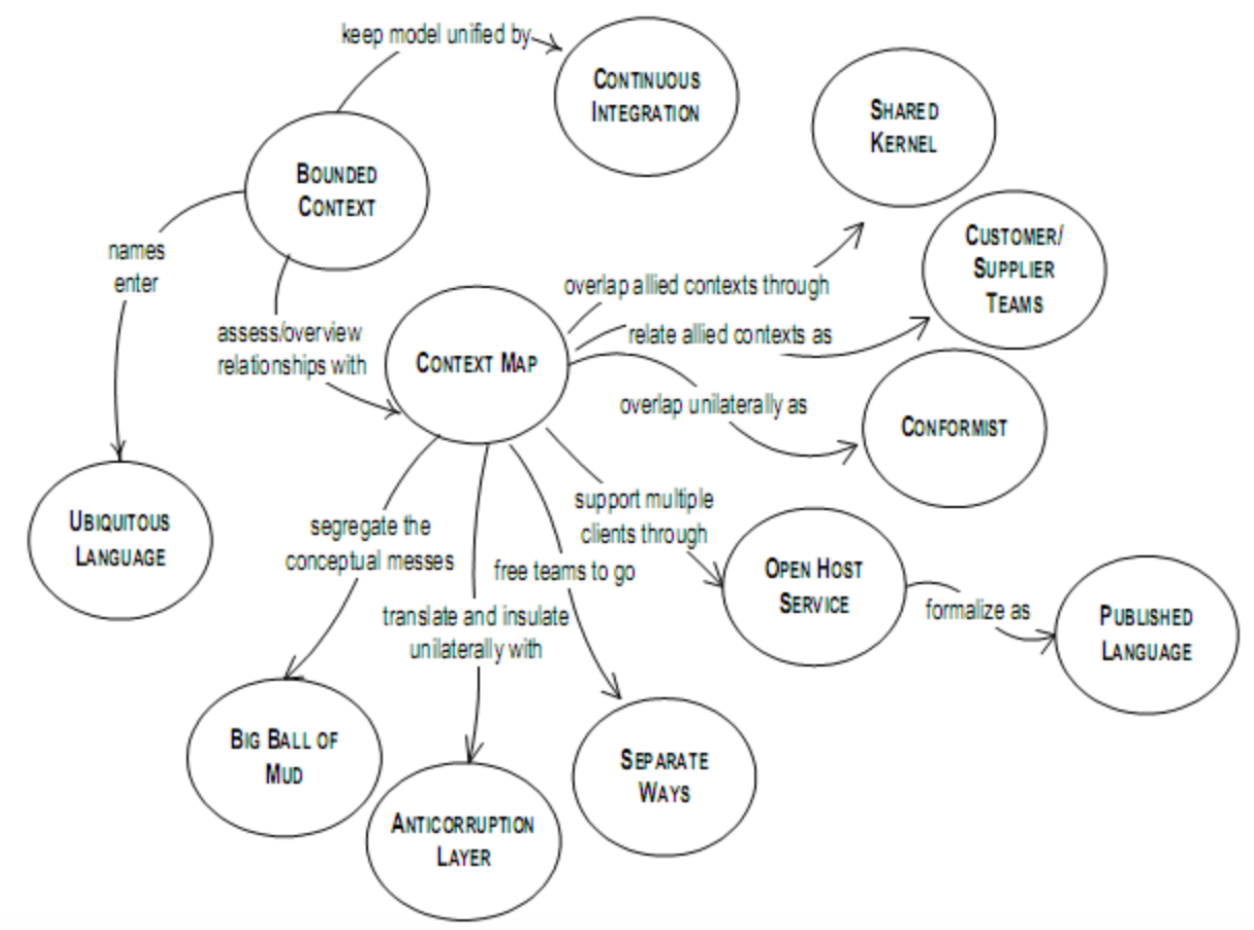 keep model unified by
CONTINUOUS
INTEGRATION
SHARED
KERNEL
BOUNDED
CONTEXT
names
enter
CUSTOMER/
SUPPLIER
TEAMS
overlap allied contexts through
assess/overview
relationships with
relate allied contexts as
CONTEXT MAP
overlap unilaterally as
CONFORMIST
UBIQUITOUS
LANGUAGE
segregate the
conceptual messes
support multiple
clients through
free teams to go
OPEN HOST
SERVICE
formalize as
PUBLISHED
LANGUAGE
translate and insulate
unilaterally with
BIG BALL OF
MUD
SEPARATE
WAYS
ANTICORRUPTION
LAYER